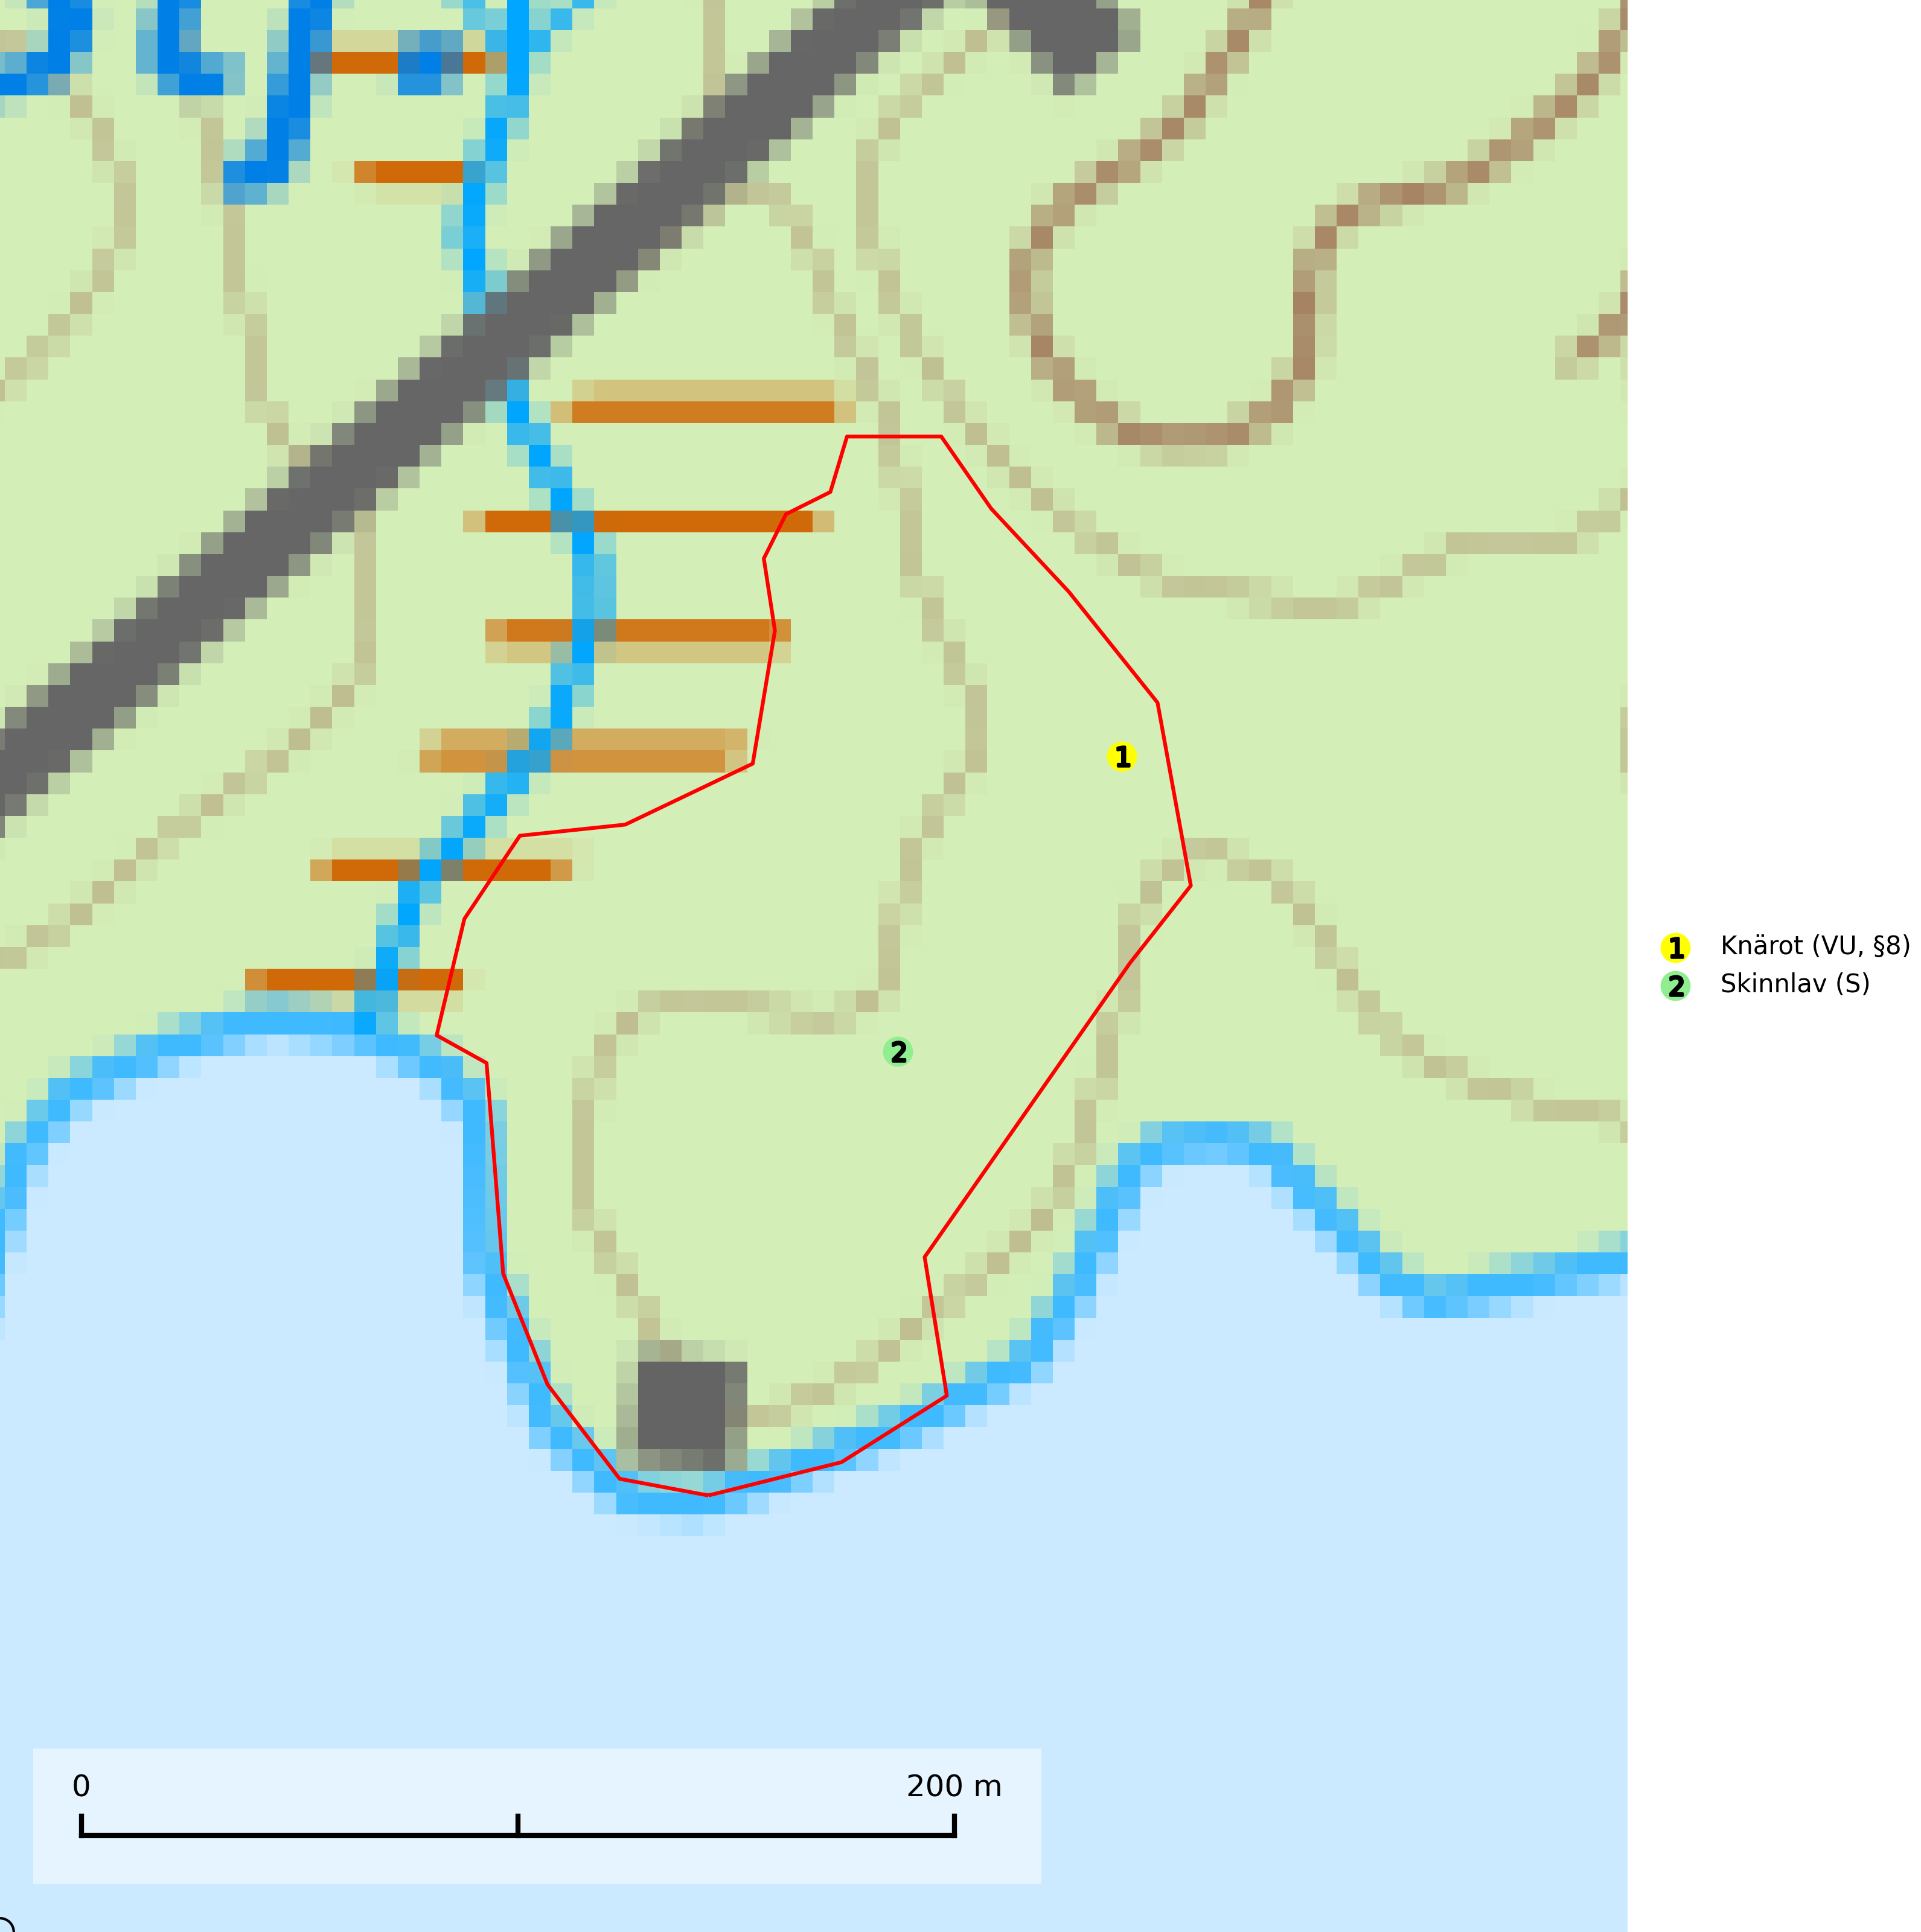 1
2
1 Knärot (VU, §8)
2 Skinnlav (S)
0 200 m